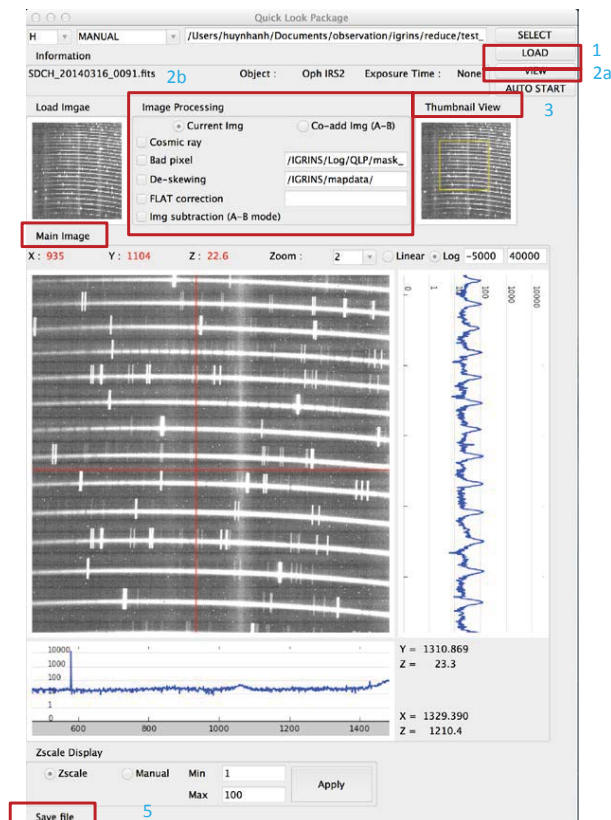 Quick Look Package
H MANUAL /Users/huynhanh/Documents/observation/igrins/reduce/test_ SELECT
Information LOAD 1
SDCH_20140316_0091.fits 2b Object : Oph IRS2 Exposure Time : None VIEW 2a
AUTO START
Load Imgae Image Processing Thumbnail View 3
Current Img Co-add Img (A-B)
Cosmic ray
Bad pixel /IGRINS/Log/QLP/mask_
De-skewing /IGRINS/mapdata/
FLAT correction
Img subtraction (A-B mode)
Main Image
X : 935 Y : 1104 Z : 22.6 Zoom : 2 Linear Log -5000 40000
0 1 10 100 1000 10000
10000
1000
100
10
1
0
600 800 1000 1200 1400
Y = 1310.869
Z = 23.3
X = 1329.390
Z = 1210.4
Zscale Display
Zscale Manual Min 1 Apply
Max 100
Save file 5